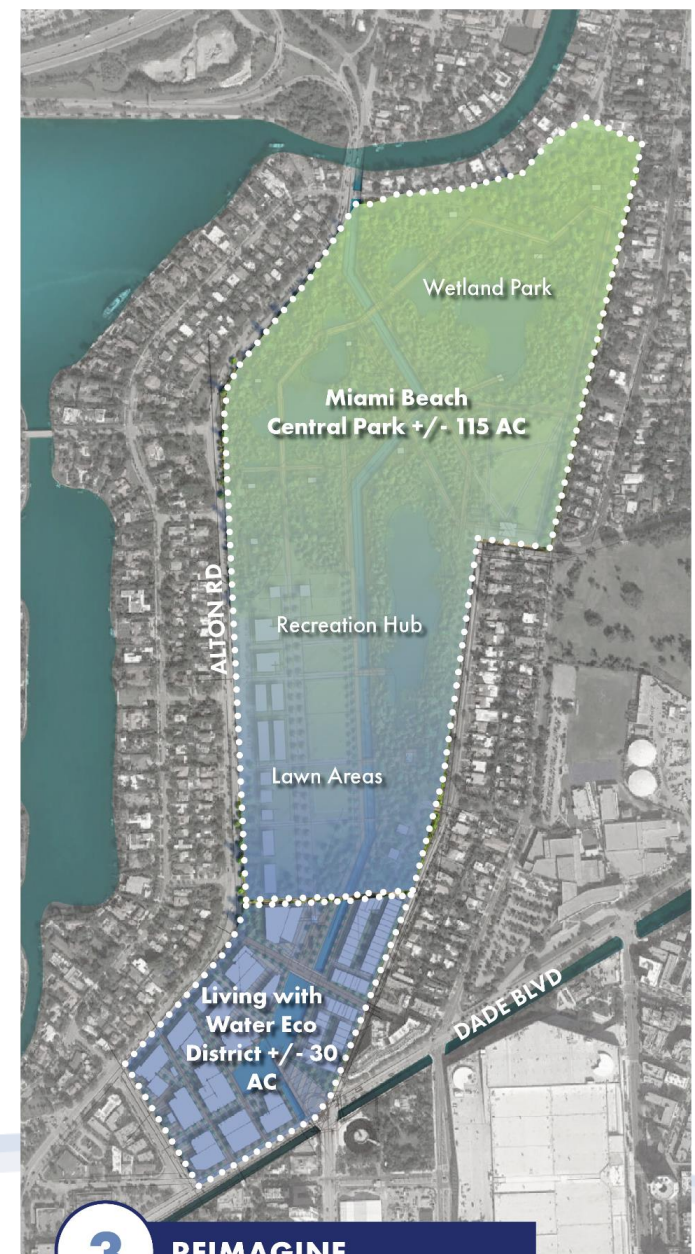 Wetland Park
Miami Beach
Central Park +/- 115 AC
ALTON RD
Recreation Hub
Lawn Areas
Living with
Water Eco
District +/- 30
AC
DADE BLVD
3
REIMAGINE